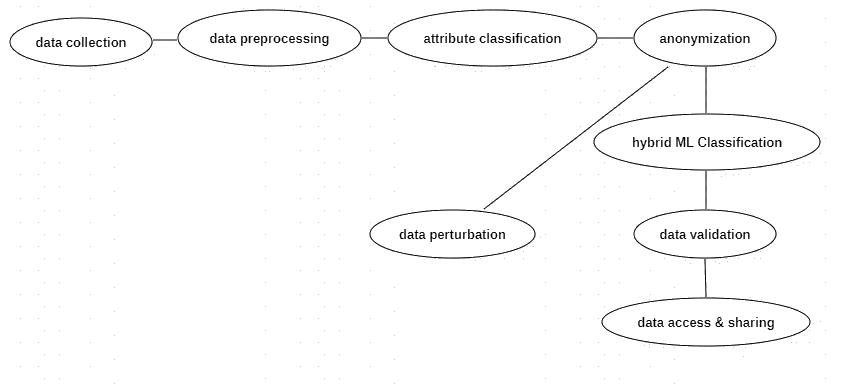 data collection
data preprocessing
attribute classification
anonymization
hybrid ML Classification
data perturbation
data validation
data access & sharing